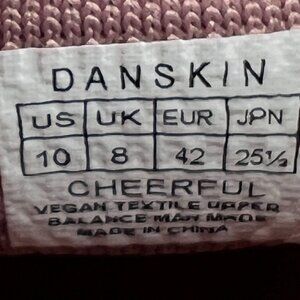 DANSKIN
US UK EUR JPN
10 8 42 25½
CHEERFUL
VEGAN TEXTILE UPPER
BALANCE MAN MADE
MADE IN CHINA